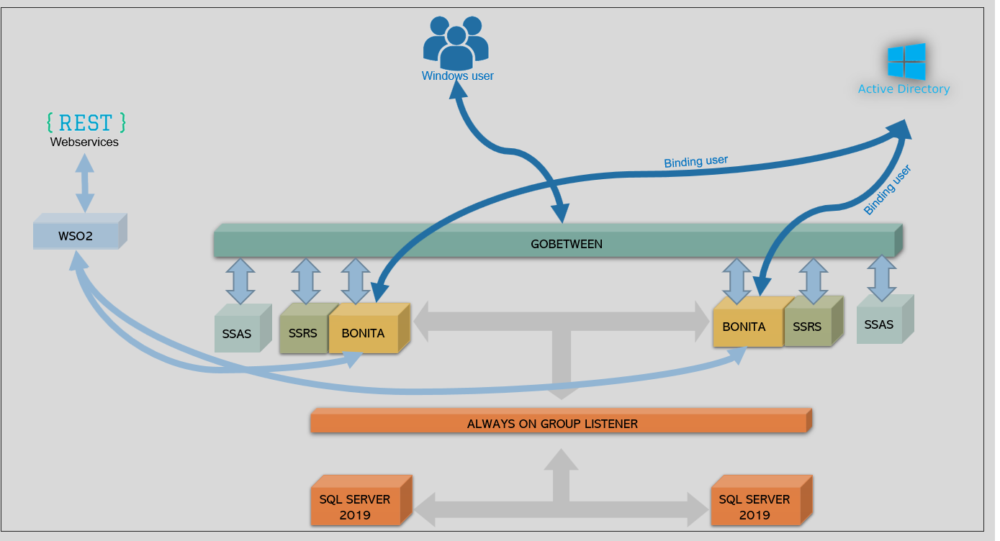 Windows user
Active Directory
{ REST }
Webservices
Binding user
Binding user
WSO2
GOBETWEEN
SSAS
SSRS
BONITA
BONITA
SSRS
SSAS
ALWAYS ON GROUP LISTENER
SQL SERVER
2019
SQL SERVER
2019